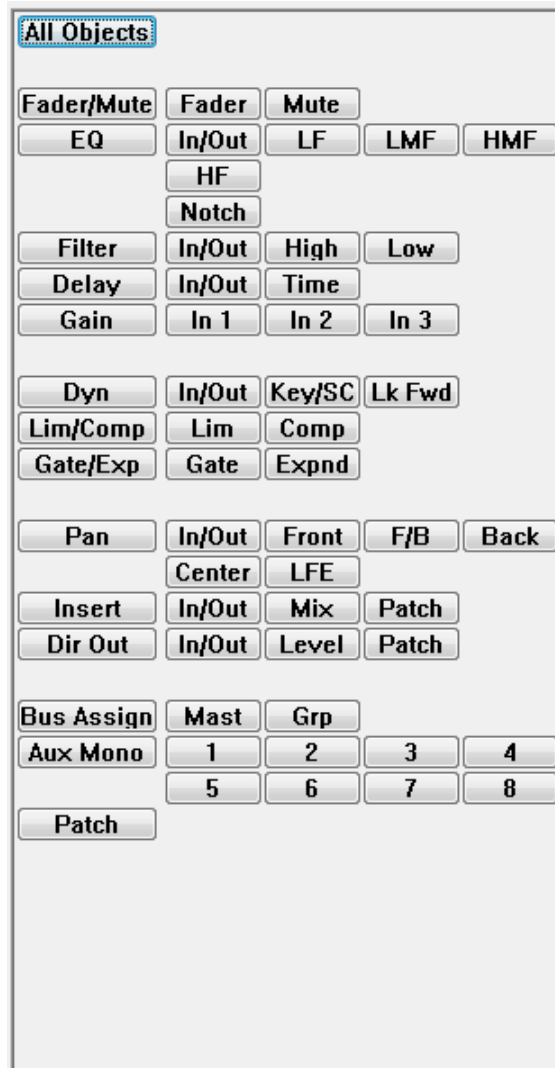 All Objects
Fader/Mute Fader Mute
EQ In/Out LF LMF HMF
HF
Notch
Filter In/Out High Low
Delay In/Out Time
Gain In 1 In 2 In 3
Dyn In/Out Key/SC Lk Fwd
Lim/Comp Lim Comp
Gate/Exp Gate Expnd
Pan In/Out Front F/B Back
Center LFE
Insert In/Out Mix Patch
Dir Out In/Out Level Patch
Bus Assign Mast Grp
Aux Mono 1 2 3 4
5 6 7 8
Patch